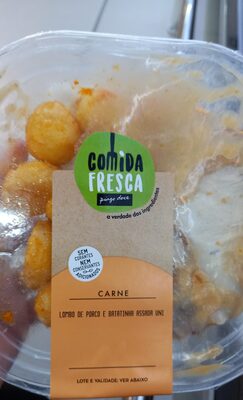 COMIDA
FRESCA
pingo doce
a verdade dos ingredientes
SEM
CORANTES
NEM
CONSERVANTES
ADICIONADOS
CARNE
LOMBO DE PORCO E BATATINHA ASSADA UNI
LOTE E VALIDADE: VER ABAIXO